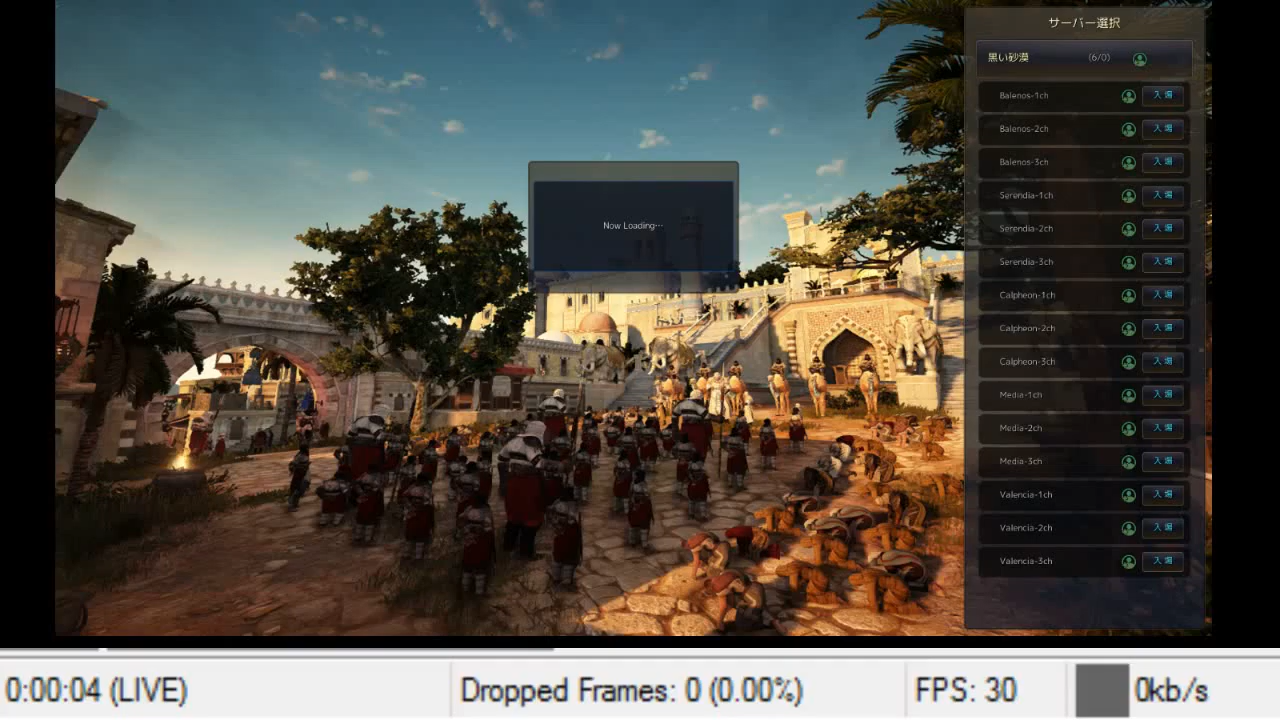 サーバー選択
黒い砂漠 (6/0)
Balenos-1ch 入場
Balenos-2ch 入場
Balenos-3ch 入場
Serendia-1ch 入場
Serendia-2ch 入場
Serendia-3ch 入場
Calpheon-1ch 入場
Calpheon-2ch 入場
Calpheon-3ch 入場
Media-1ch 入場
Media-2ch 入場
Media-3ch 入場
Valencia-1ch 入場
Valencia-2ch 入場
Valencia-3ch 入場
Now Loading…
0:00:04 (LIVE) Dropped Frames: 0 (0.00%) FPS: 30 0kb/s